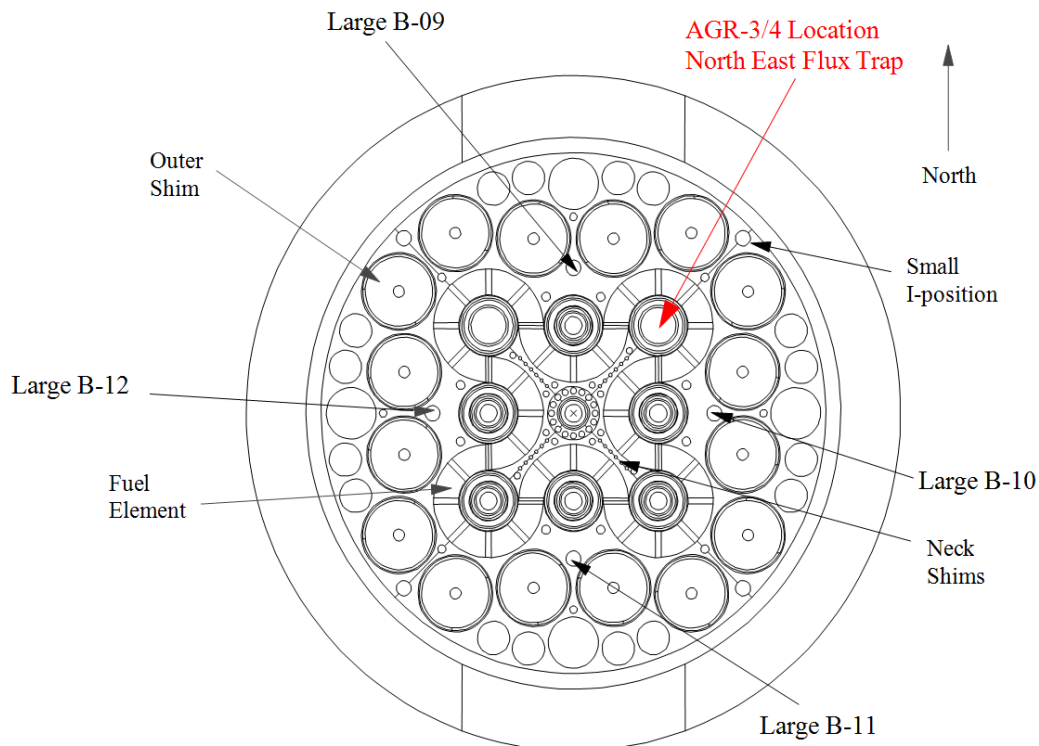 Large B-09
AGR-3/4 Location
North East Flux Trap
Outer
Shim
North
Small
I-position
Large B-12
Fuel
Element
Large B-10
Neck
Shims
Large B-11